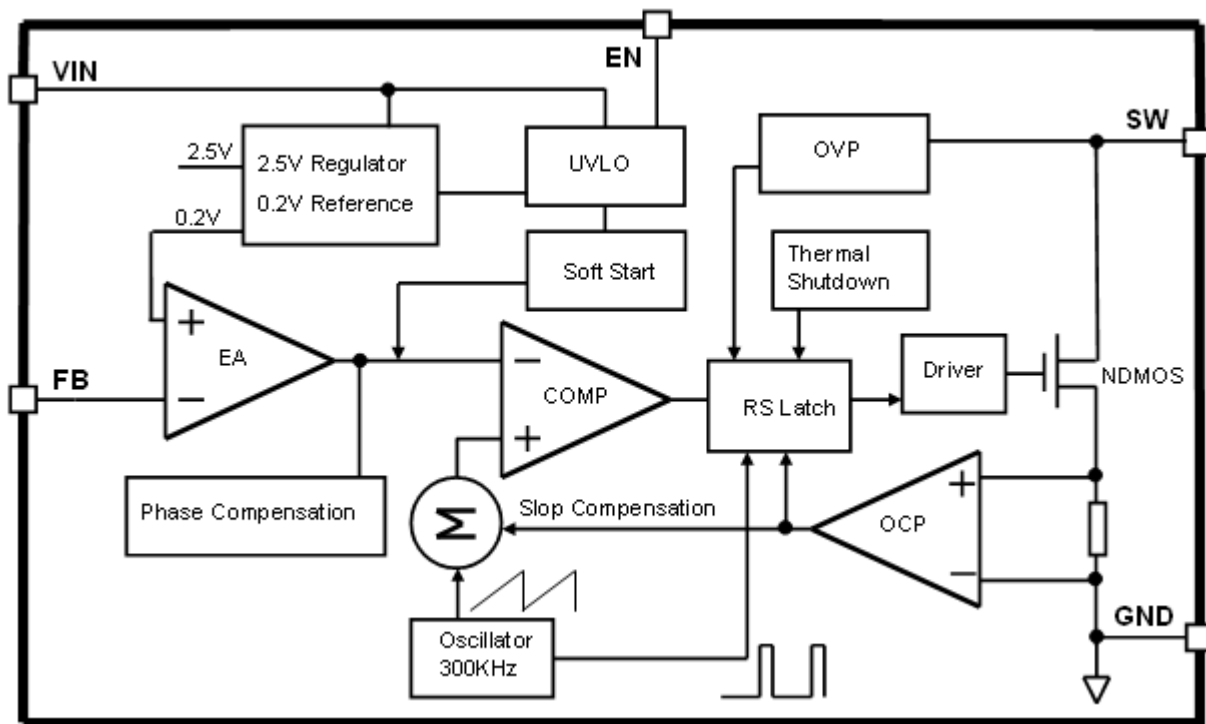 EN
VIN
SW
2.5V
2.5V Regulator
0.2V Reference
UVLO
OVP
0.2V
Soft Start
Thermal
Shutdown
+
EA
−
FB
−
COMP
+
RS Latch
Driver
NDMOS
Phase Compensation
Σ
Slop Compensation
+
OCP
−
GND
Oscillator
300KHz